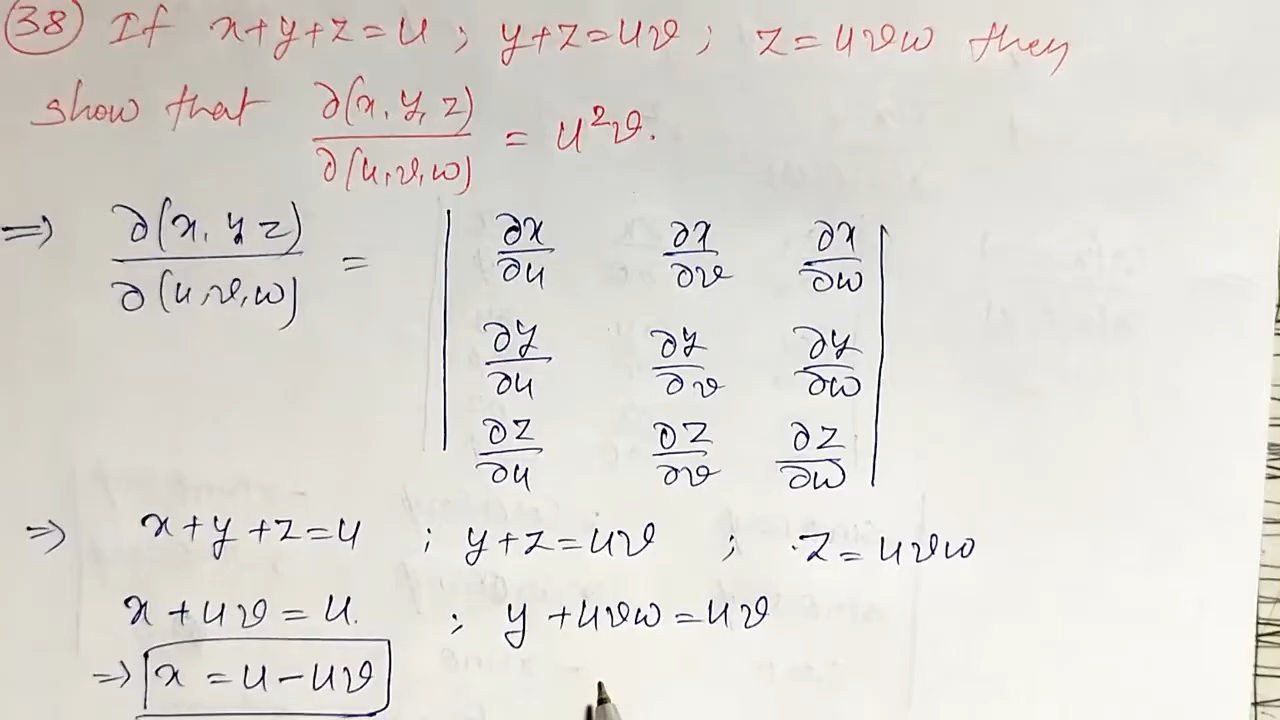 (38) If x+y+z=u ; y+z=uv ; z=uvw then
show that ∂(x,y,z)/∂(u,v,w) = u²v.
⇒ ∂(x,y,z)/∂(u,v,w) = | ∂x/∂u ∂x/∂v ∂x/∂w |
| ∂y/∂u ∂y/∂v ∂y/∂w |
| ∂z/∂u ∂z/∂v ∂z/∂w |
⇒ x+y+z=u ; y+z=uv ; z=uvw
x+uv=u. ; y+uvw=uv
⇒ x=u-uv